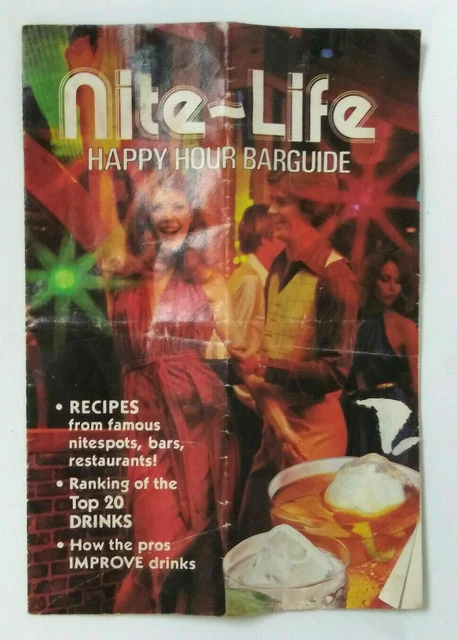 Nite~Life
HAPPY HOUR BARGUIDE
• RECIPES
from famous
nitespots, bars,
restaurants!
• Ranking of the
Top 20
DRINKS
• How the pros
IMPROVE drinks